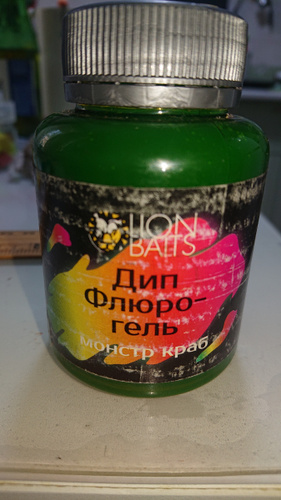 LION
BAITS
Дип
Флюро-
гель
монстр краб